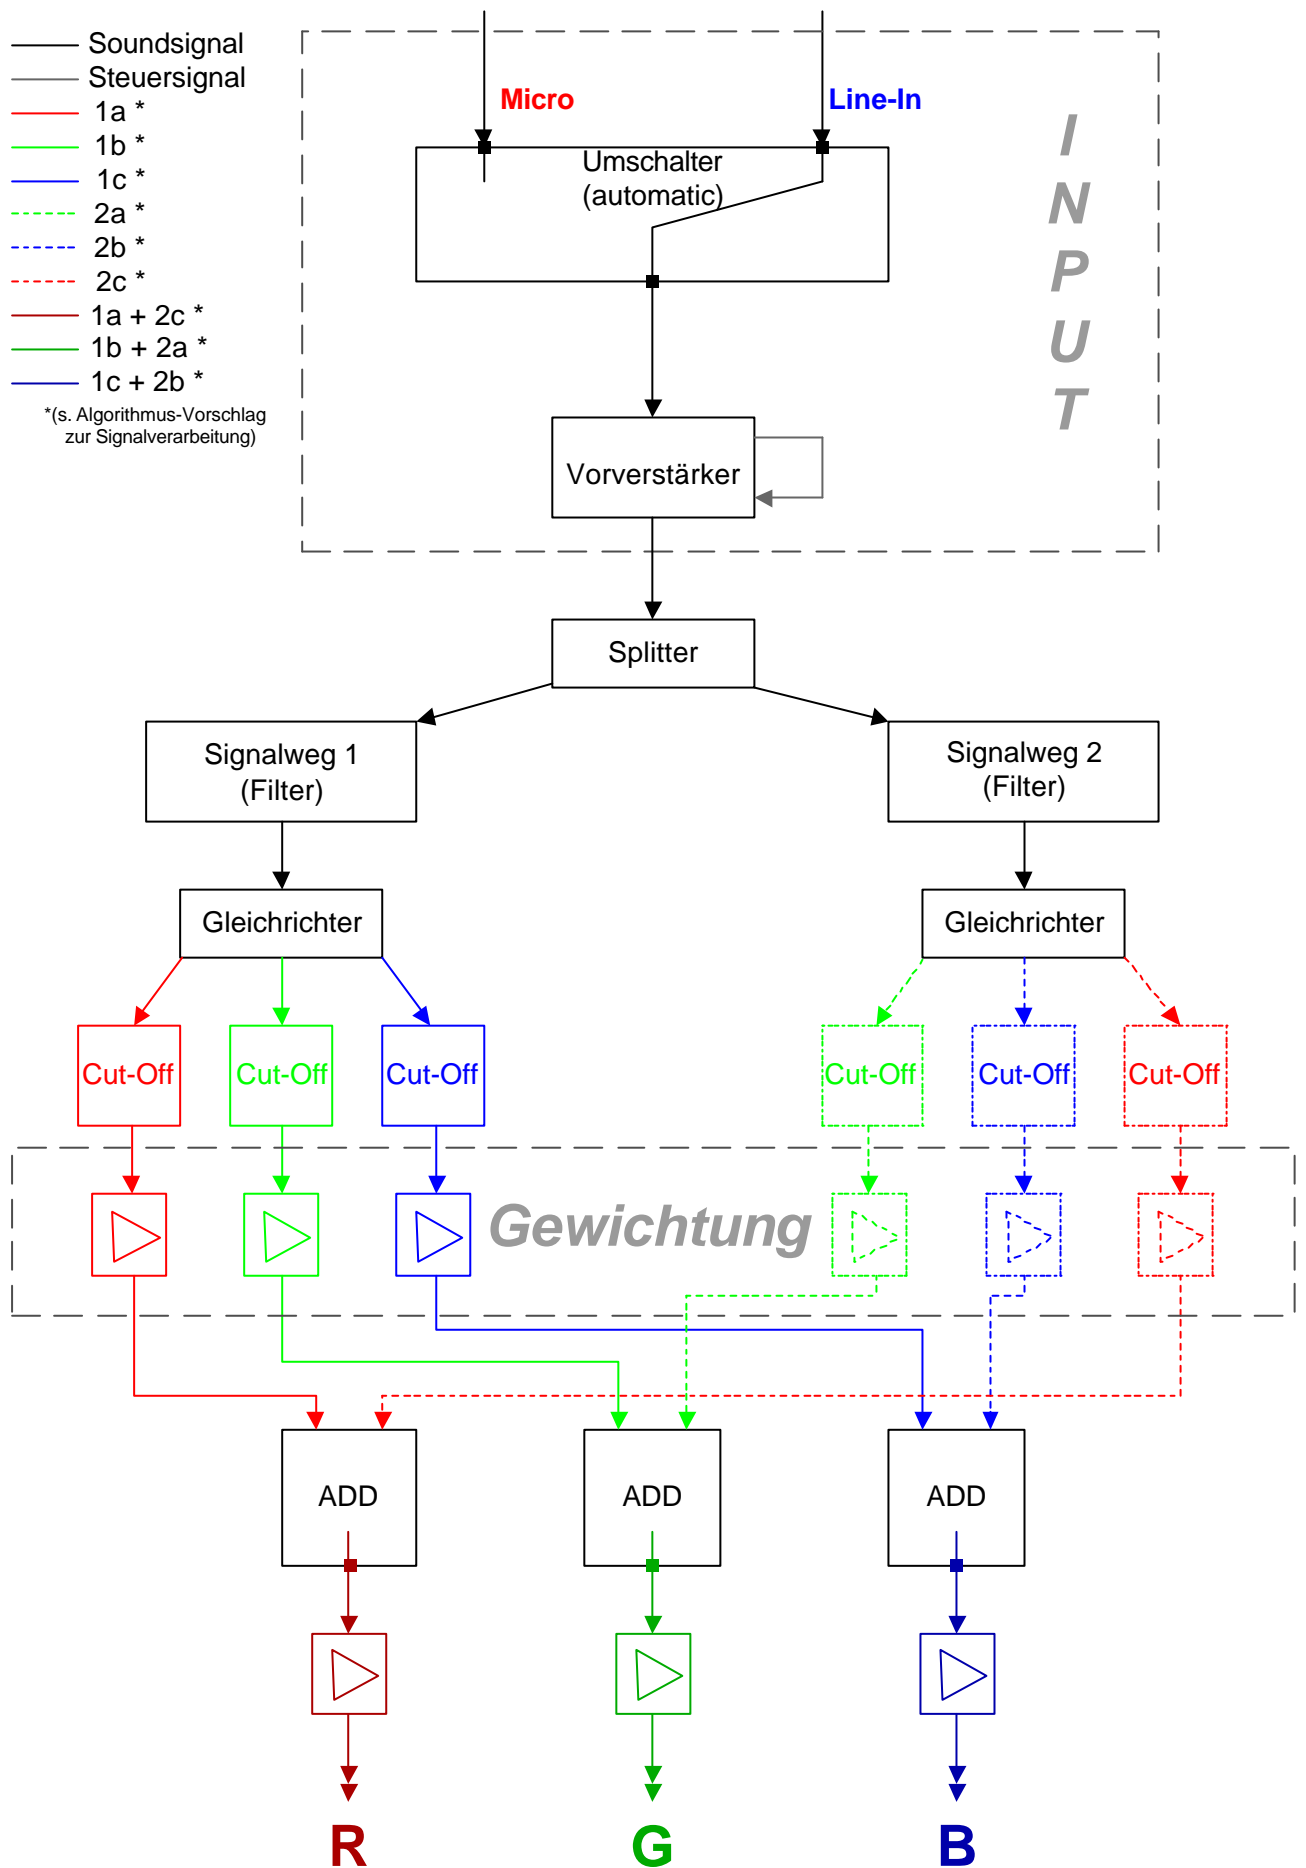 Soundsignal
Steuersignal
1a *
1b *
1c *
2a *
2b *
2c *
1a + 2c *
1b + 2a *
1c + 2b *
*(s. Algorithmus-Vorschlag
zur Signalverarbeitung)
Micro
Line-In
Umschalter
(automatic)
I
N
P
U
T
Vorverstärker
Splitter
Signalweg 1
(Filter)
Signalweg 2
(Filter)
Gleichrichter
Gleichrichter
Cut-Off
Cut-Off
Cut-Off
Cut-Off
Cut-Off
Cut-Off
Gewichtung
ADD
ADD
ADD
R
G
B